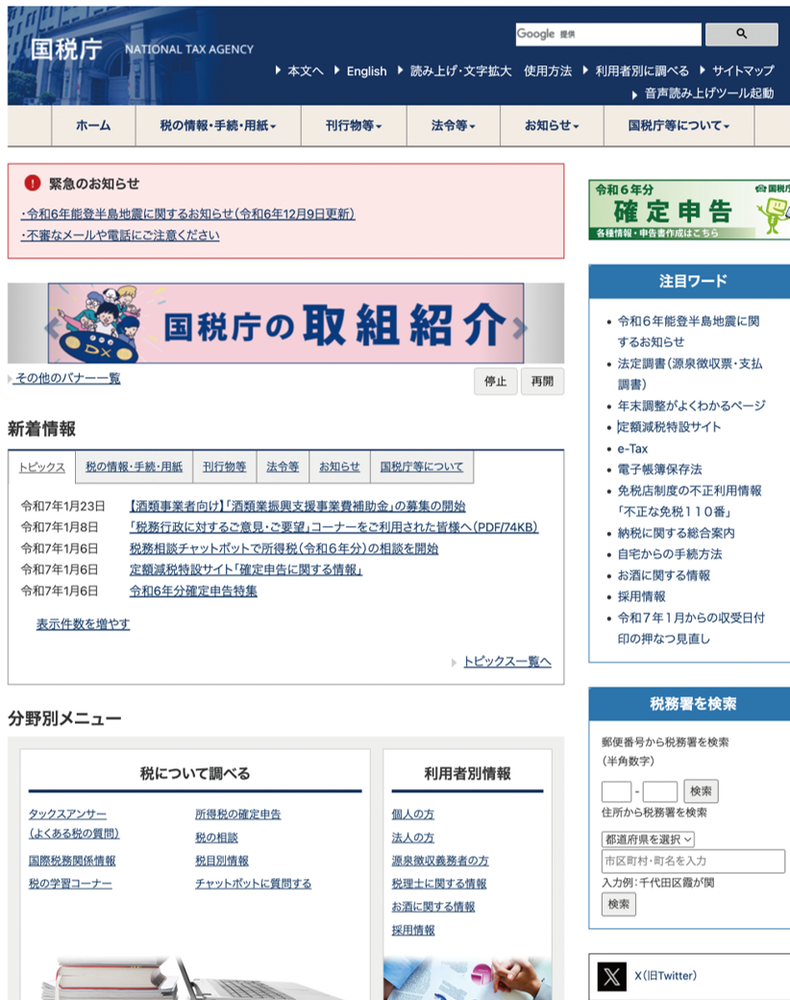 国税庁 NATIONAL TAX AGENCY
Google 提供
本文へ English 読み上げ・文字拡大 使用方法 利用者別に調べる サイトマップ
音声読み上げツール起動
ホーム 税の情報・手続・用紙 刊行物等 法令等 お知らせ 国税庁等について
緊急のお知らせ
・令和6年能登半島地震に関するお知らせ(令和6年12月9日更新)
・不審なメールや電話にご注意ください
国税庁の取組紹介
DX
その他のバナー一覧
停止 再開
新着情報
トピックス 税の情報・手続・用紙 刊行物等 法令等 お知らせ 国税庁等について
令和7年1月23日 【酒類事業者向け】「酒類業振興支援事業費補助金」の募集の開始
令和7年1月8日 「税務行政に対するご意見・ご要望」コーナーをご利用された皆様へ(PDF/74KB)
令和7年1月6日 税務相談チャットボットで所得税(令和6年分)の相談を開始
令和7年1月6日 定額減税特設サイト「確定申告に関する情報」
令和7年1月6日 令和6年分確定申告特集
表示件数を増やす
トピックス一覧へ
分野別メニュー
税について調べる
タックスアンサー
(よくある税の質問)
国際税務関係情報
税の学習コーナー
所得税の確定申告
税の相談
税目別情報
チャットボットに質問する
利用者別情報
個人の方
法人の方
源泉徴収義務者の方
税理士に関する情報
お酒に関する情報
採用情報
令和6年分 国税庁
確定申告
各種情報・申告書作成はこちら
注目ワード
令和6年能登半島地震に関
するお知らせ
法定調書(源泉徴収票・支払
調書)
年末調整がよくわかるページ
定額減税特設サイト
e-Tax
電子帳簿保存法
免税店制度の不正利用情報
「不正な免税110番」
納税に関する総合案内
自宅からの手続方法
お酒に関する情報
採用情報
令和7年1月からの収受日付
印の押なつ見直し
税務署を検索
郵便番号から税務署を検索
(半角数字)
- 検索
住所から税務署を検索
都道府県を選択
市区町村・町名を入力
入力例:千代田区霞が関
検索
X(旧Twitter)